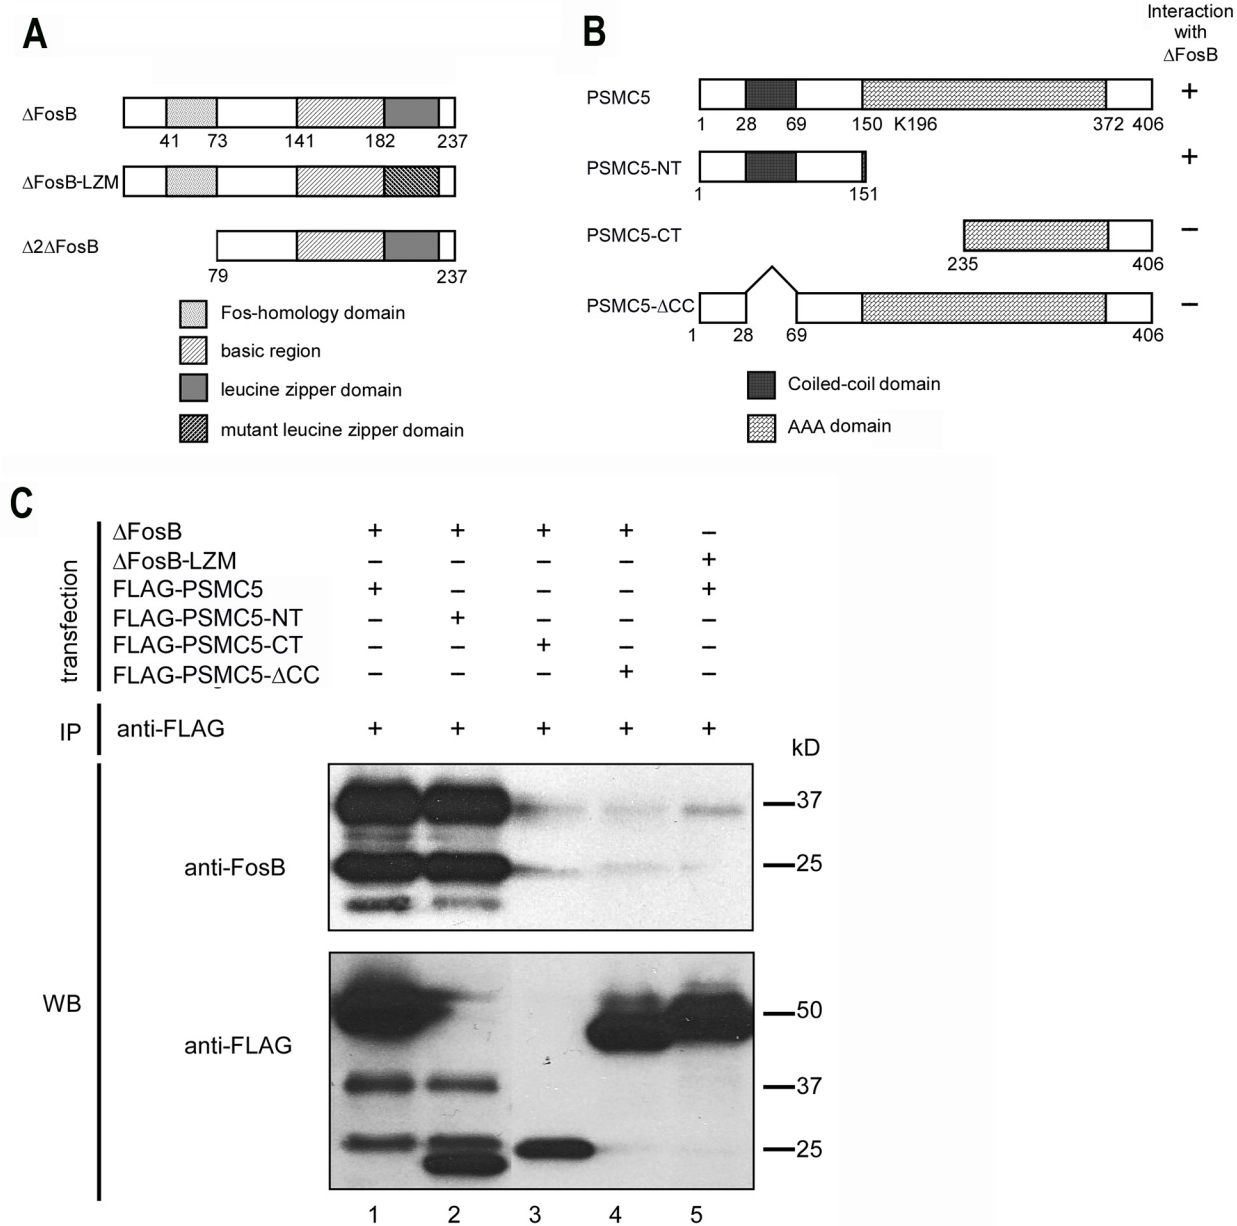 A
ΔFosB
41 73 141 182 237
ΔFosB-LZM
Δ2ΔFosB
79 237
Fos-homology domain
basic region
leucine zipper domain
mutant leucine zipper domain
B
Interaction
with
ΔFosB
PSMC5 +
1 28 69 150 K196 372 406
PSMC5-NT +
1 151
PSMC5-CT −
235 406
PSMC5-ΔCC −
1 28 69 406
Coiled-coil domain
AAA domain
C
transfection
ΔFosB + + + + −
ΔFosB-LZM − − − − +
FLAG-PSMC5 + − − − +
FLAG-PSMC5-NT − + − − −
FLAG-PSMC5-CT − − + − −
FLAG-PSMC5-ΔCC − − − + −
IP anti-FLAG + + + + +
kD
37
anti-FosB 25
WB
50
anti-FLAG
37
25
1 2 3 4 5